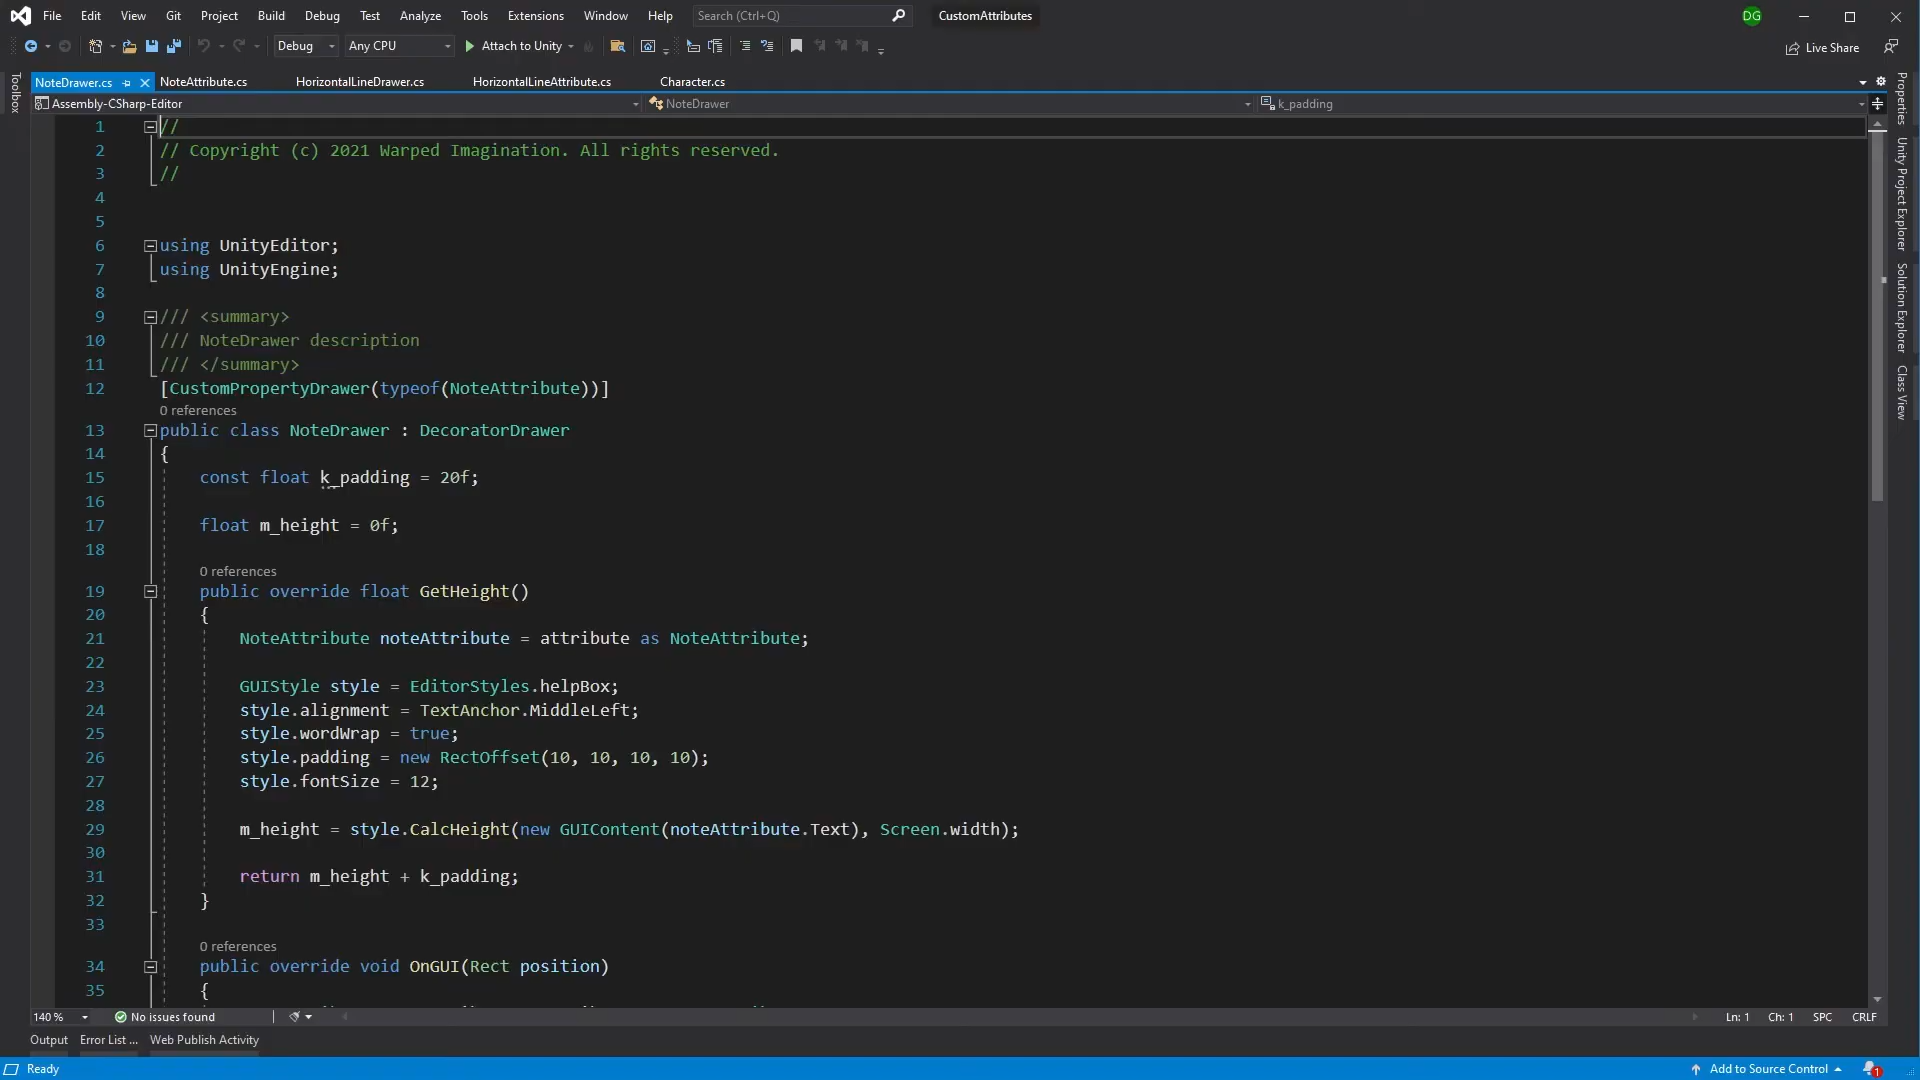 File Edit View Git Project Build Debug Test Analyze Tools Extensions Window Help Search (Ctrl+Q) CustomAttributes DG
Debug Any CPU Attach to Unity Live Share
NoteDrawer.cs NoteAttribute.cs HorizontalLineDrawer.cs HorizontalLineAttribute.cs Character.cs
Assembly-CSharp-Editor NoteDrawer k_padding
Toolbox
Properties
Unity Project Explorer
Solution Explorer
Class View
1 //
2 // Copyright (c) 2021 Warped Imagination. All rights reserved.
3 //
4
5
6 using UnityEditor;
7 using UnityEngine;
8
9 /// <summary>
10 /// NoteDrawer description
11 /// </summary>
12 [CustomPropertyDrawer(typeof(NoteAttribute))]
0 references
13 public class NoteDrawer : DecoratorDrawer
14 {
15 const float k_padding = 20f;
16
17 float m_height = 0f;
18
0 references
19 public override float GetHeight()
20 {
21 NoteAttribute noteAttribute = attribute as NoteAttribute;
22
23 GUIStyle style = EditorStyles.helpBox;
24 style.alignment = TextAnchor.MiddleLeft;
25 style.wordWrap = true;
26 style.padding = new RectOffset(10, 10, 10, 10);
27 style.fontSize = 12;
28
29 m_height = style.CalcHeight(new GUIContent(noteAttribute.Text), Screen.width);
30
31 return m_height + k_padding;
32 }
33
0 references
34 public override void OnGUI(Rect position)
35 {
140 % No issues found Ln: 1 Ch: 1 SPC CRLF
Output Error List ... Web Publish Activity
Ready Add to Source Control 1